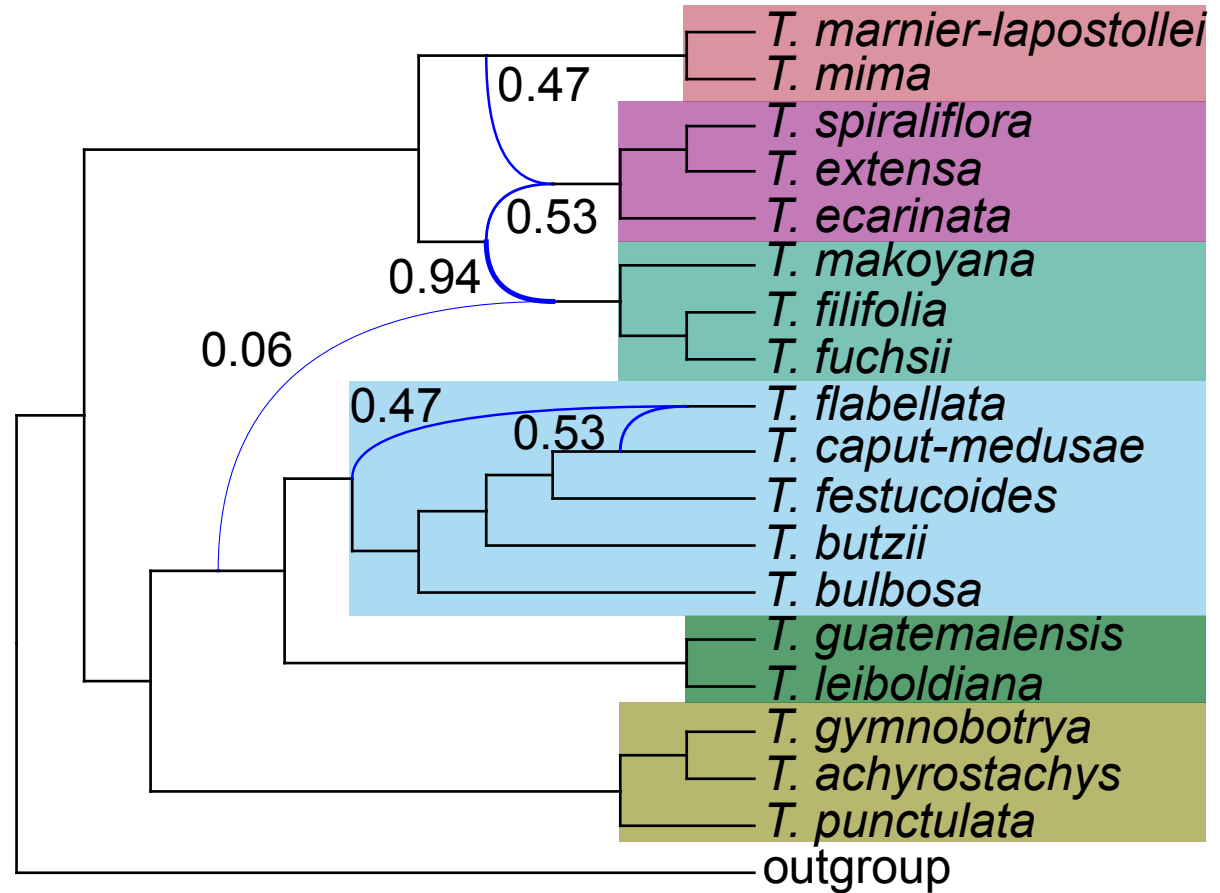 T. marnier-lapostollei
0.47
T. mima
T. spiraliflora
T. extensa
0.53
T. ecarinata
0.94
T. makoyana
T. filifolia
0.06
T. fuchsii
0.47
T. flabellata
0.53
T. caput-medusae
T. festucoides
T. butzii
T. bulbosa
T. guatemalensis
T. leiboldiana
T. gymnobotrya
T. achyrostachys
T. punctulata
outgroup